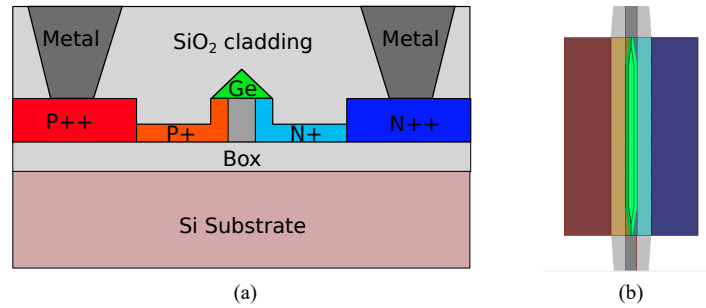 Metal
SiO₂ cladding
Metal
Ge
P++
P+
N+
N++
Box
Si Substrate
(a)
(b)